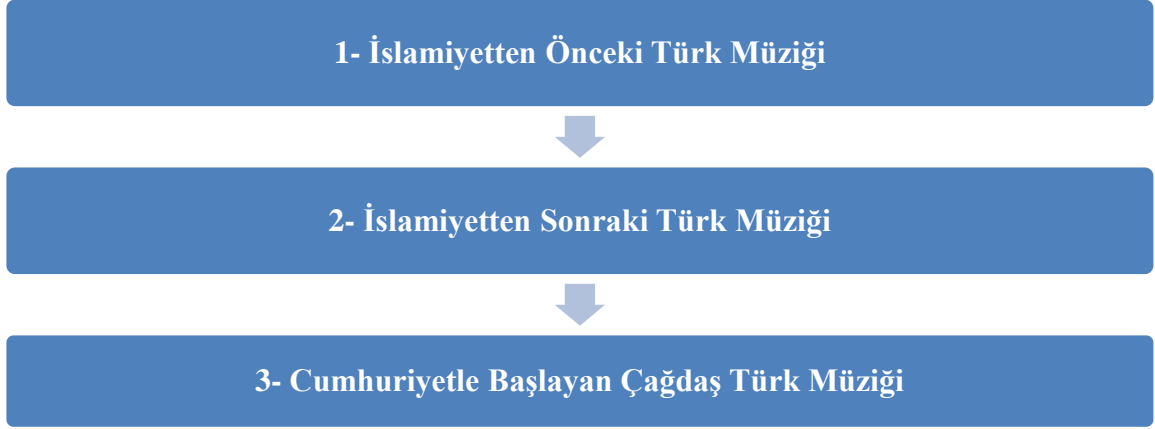 1- İslamiyetten Önceki Türk Müziği
2- İslamiyetten Sonraki Türk Müziği
3- Cumhuriyetle Başlayan Çağdaş Türk Müziği